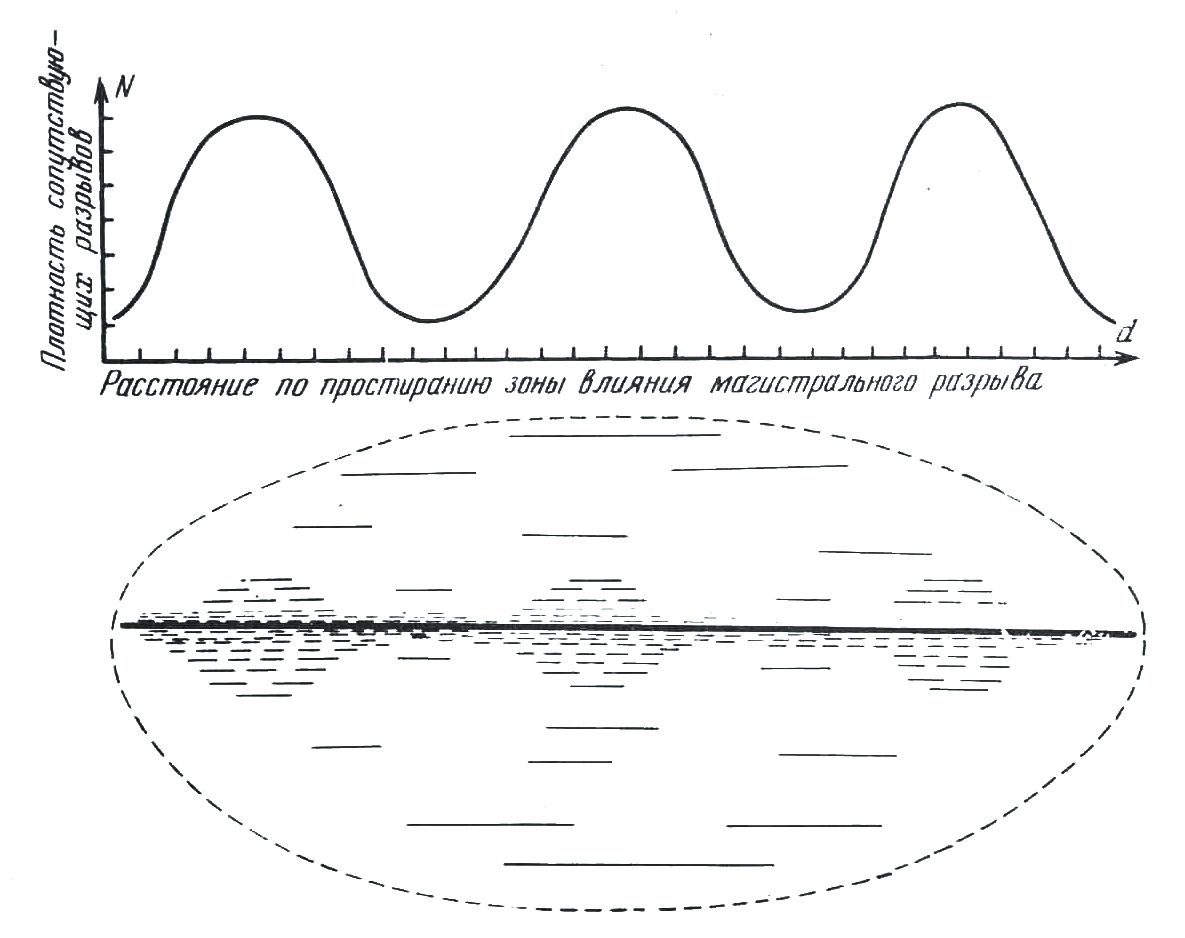 Плотность сопутствую-
щих разрывов
N
d
Расстояние по простиранию зоны влияния магистрального разрыва